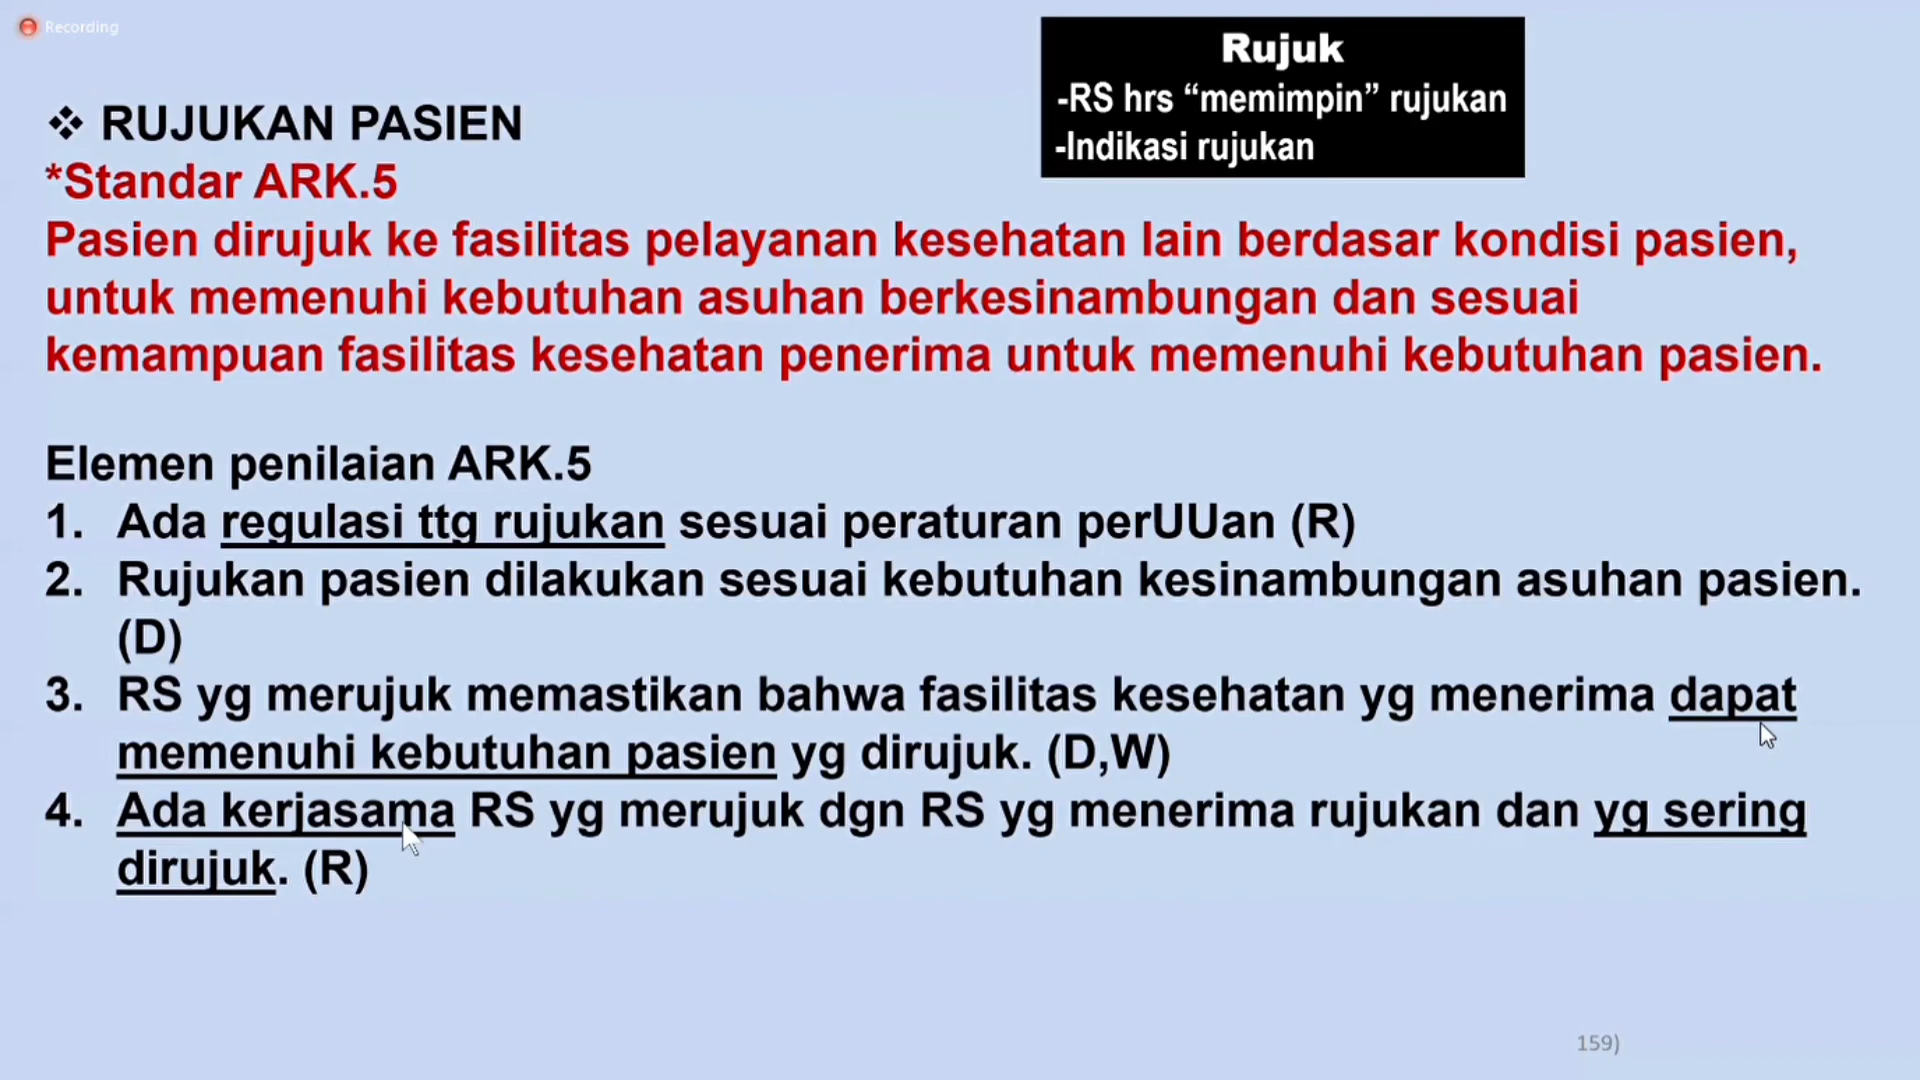 Recording
Rujuk
-RS hrs “memimpin” rujukan
-Indikasi rujukan
❖ RUJUKAN PASIEN
*Standar ARK.5
Pasien dirujuk ke fasilitas pelayanan kesehatan lain berdasar kondisi pasien,
untuk memenuhi kebutuhan asuhan berkesinambungan dan sesuai
kemampuan fasilitas kesehatan penerima untuk memenuhi kebutuhan pasien.
Elemen penilaian ARK.5
1. Ada regulasi ttg rujukan sesuai peraturan perUUan (R)
2. Rujukan pasien dilakukan sesuai kebutuhan kesinambungan asuhan pasien.
(D)
3. RS yg merujuk memastikan bahwa fasilitas kesehatan yg menerima dapat
memenuhi kebutuhan pasien yg dirujuk. (D,W)
4. Ada kerjasama RS yg merujuk dgn RS yg menerima rujukan dan yg sering
dirujuk. (R)
159)